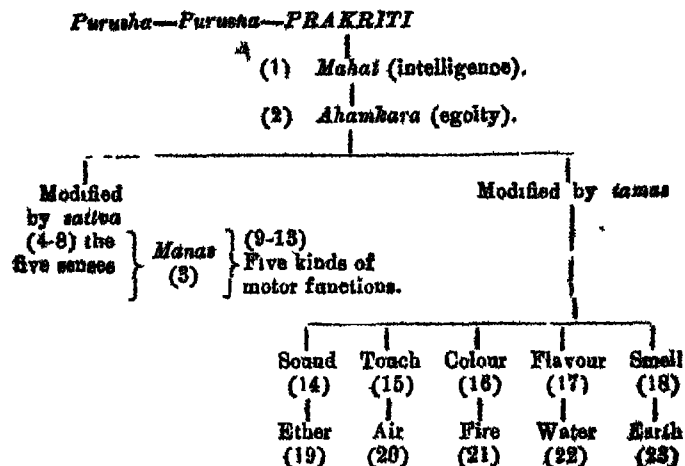 Purusha—Purusha—PRAKRITI
(1) Mahat (intelligence).
(2) Ahamkara (egoity).
Modified
by sattva
(4-8) the
five senses
Manas
(3)
(9-13)
Five kinds of
motor functions.
Modified by tamas
Sound Touch Colour Flavour Smell
(14) (15) (16) (17) (18)
Ether Air Fire Water Earth
(19) (20) (21) (22) (23)